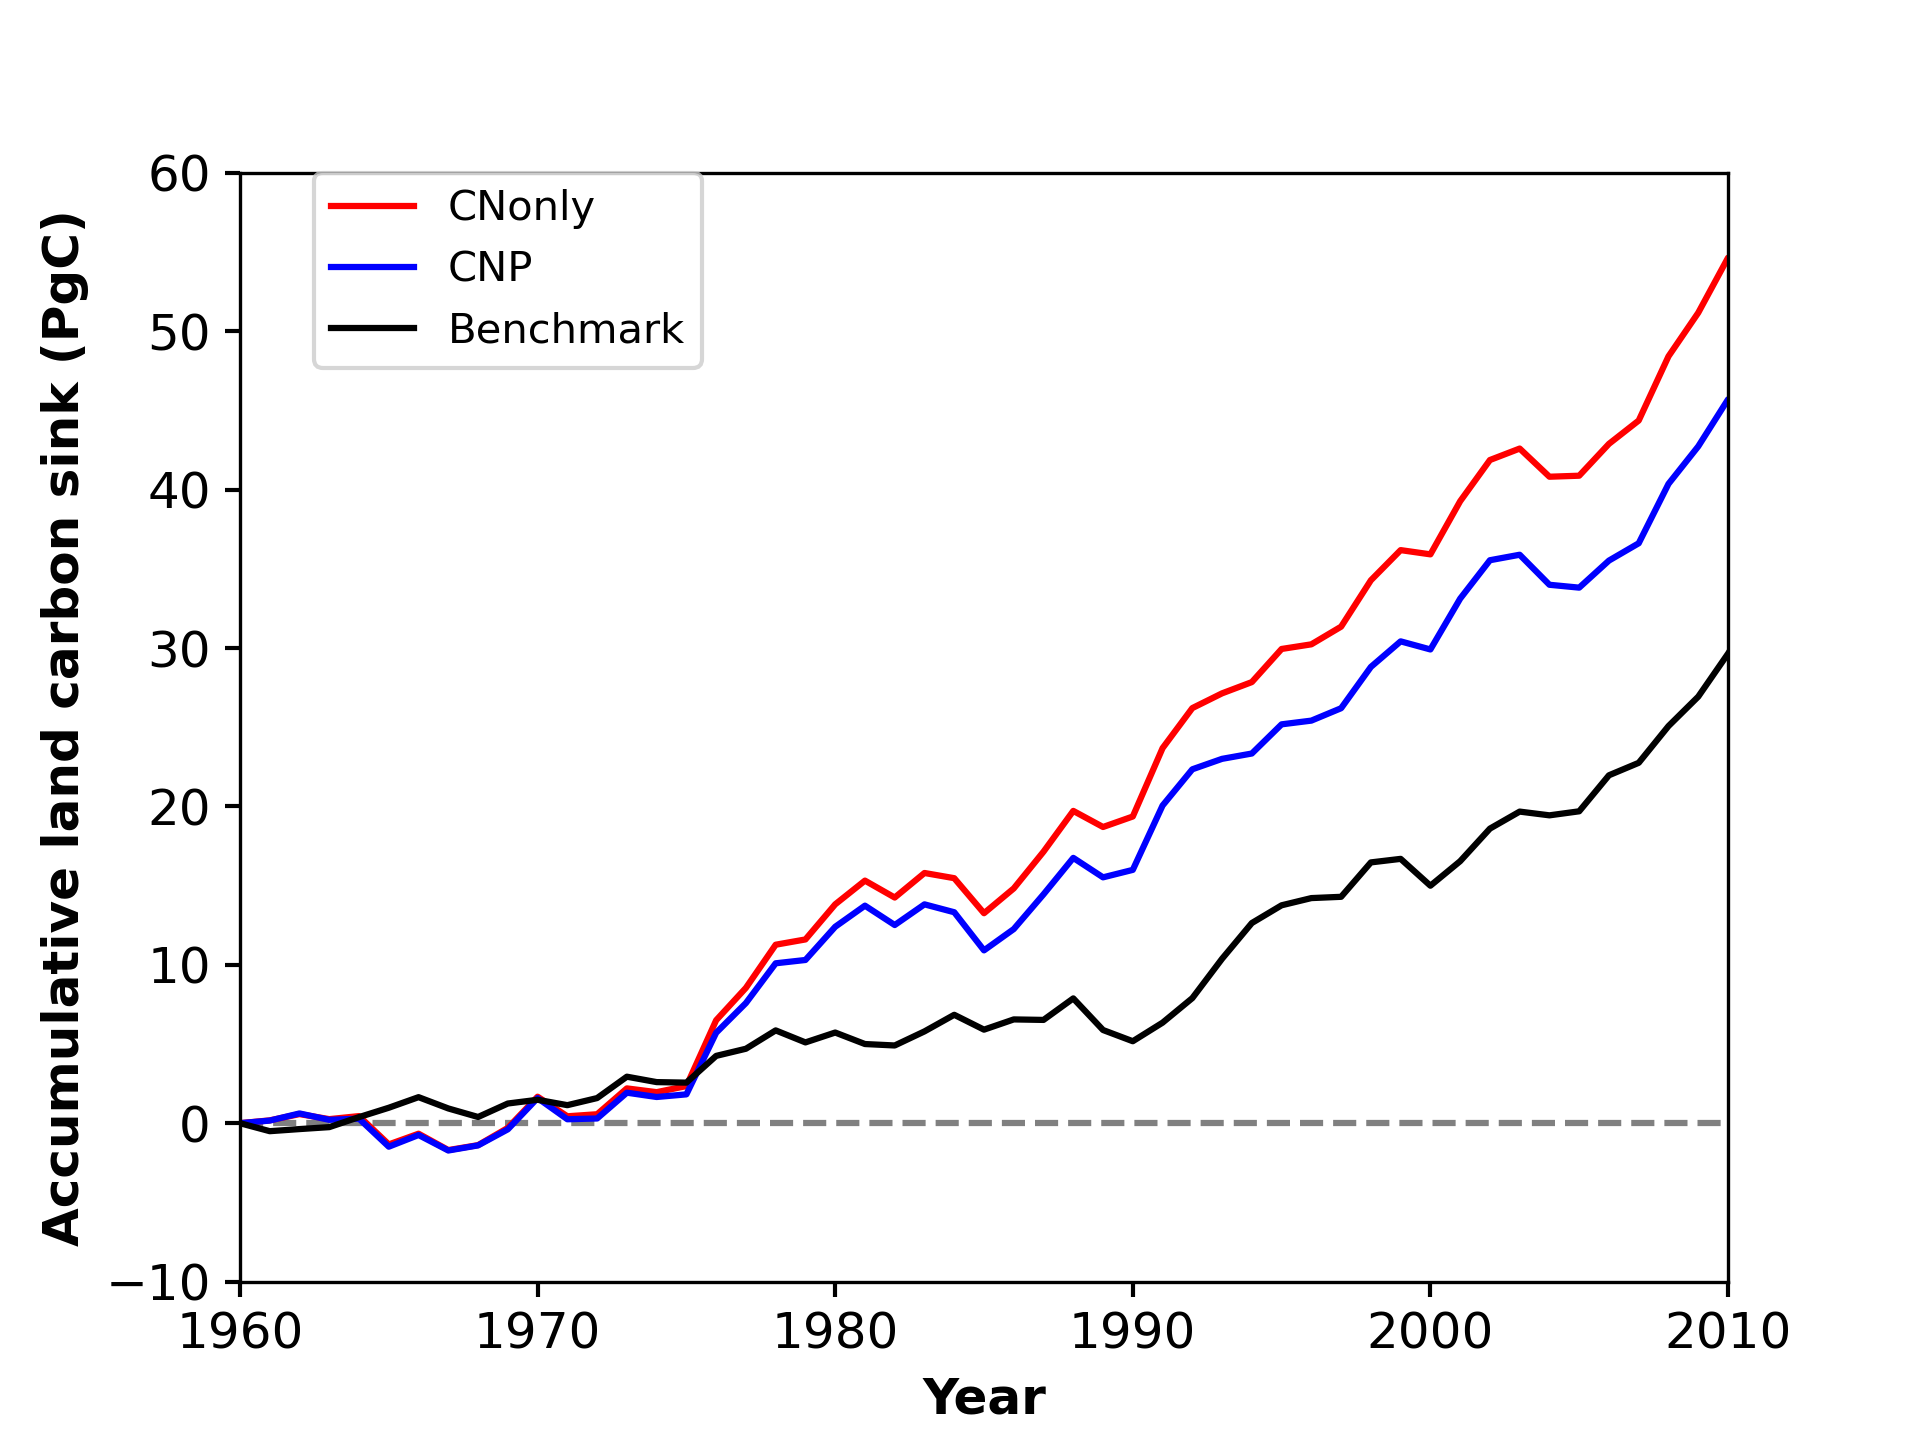 60
50
40
30
20
10
0
−10
Accumulative land carbon sink (PgC)
CNonly
CNP
Benchmark
1960 1970 1980 1990 2000 2010
Year